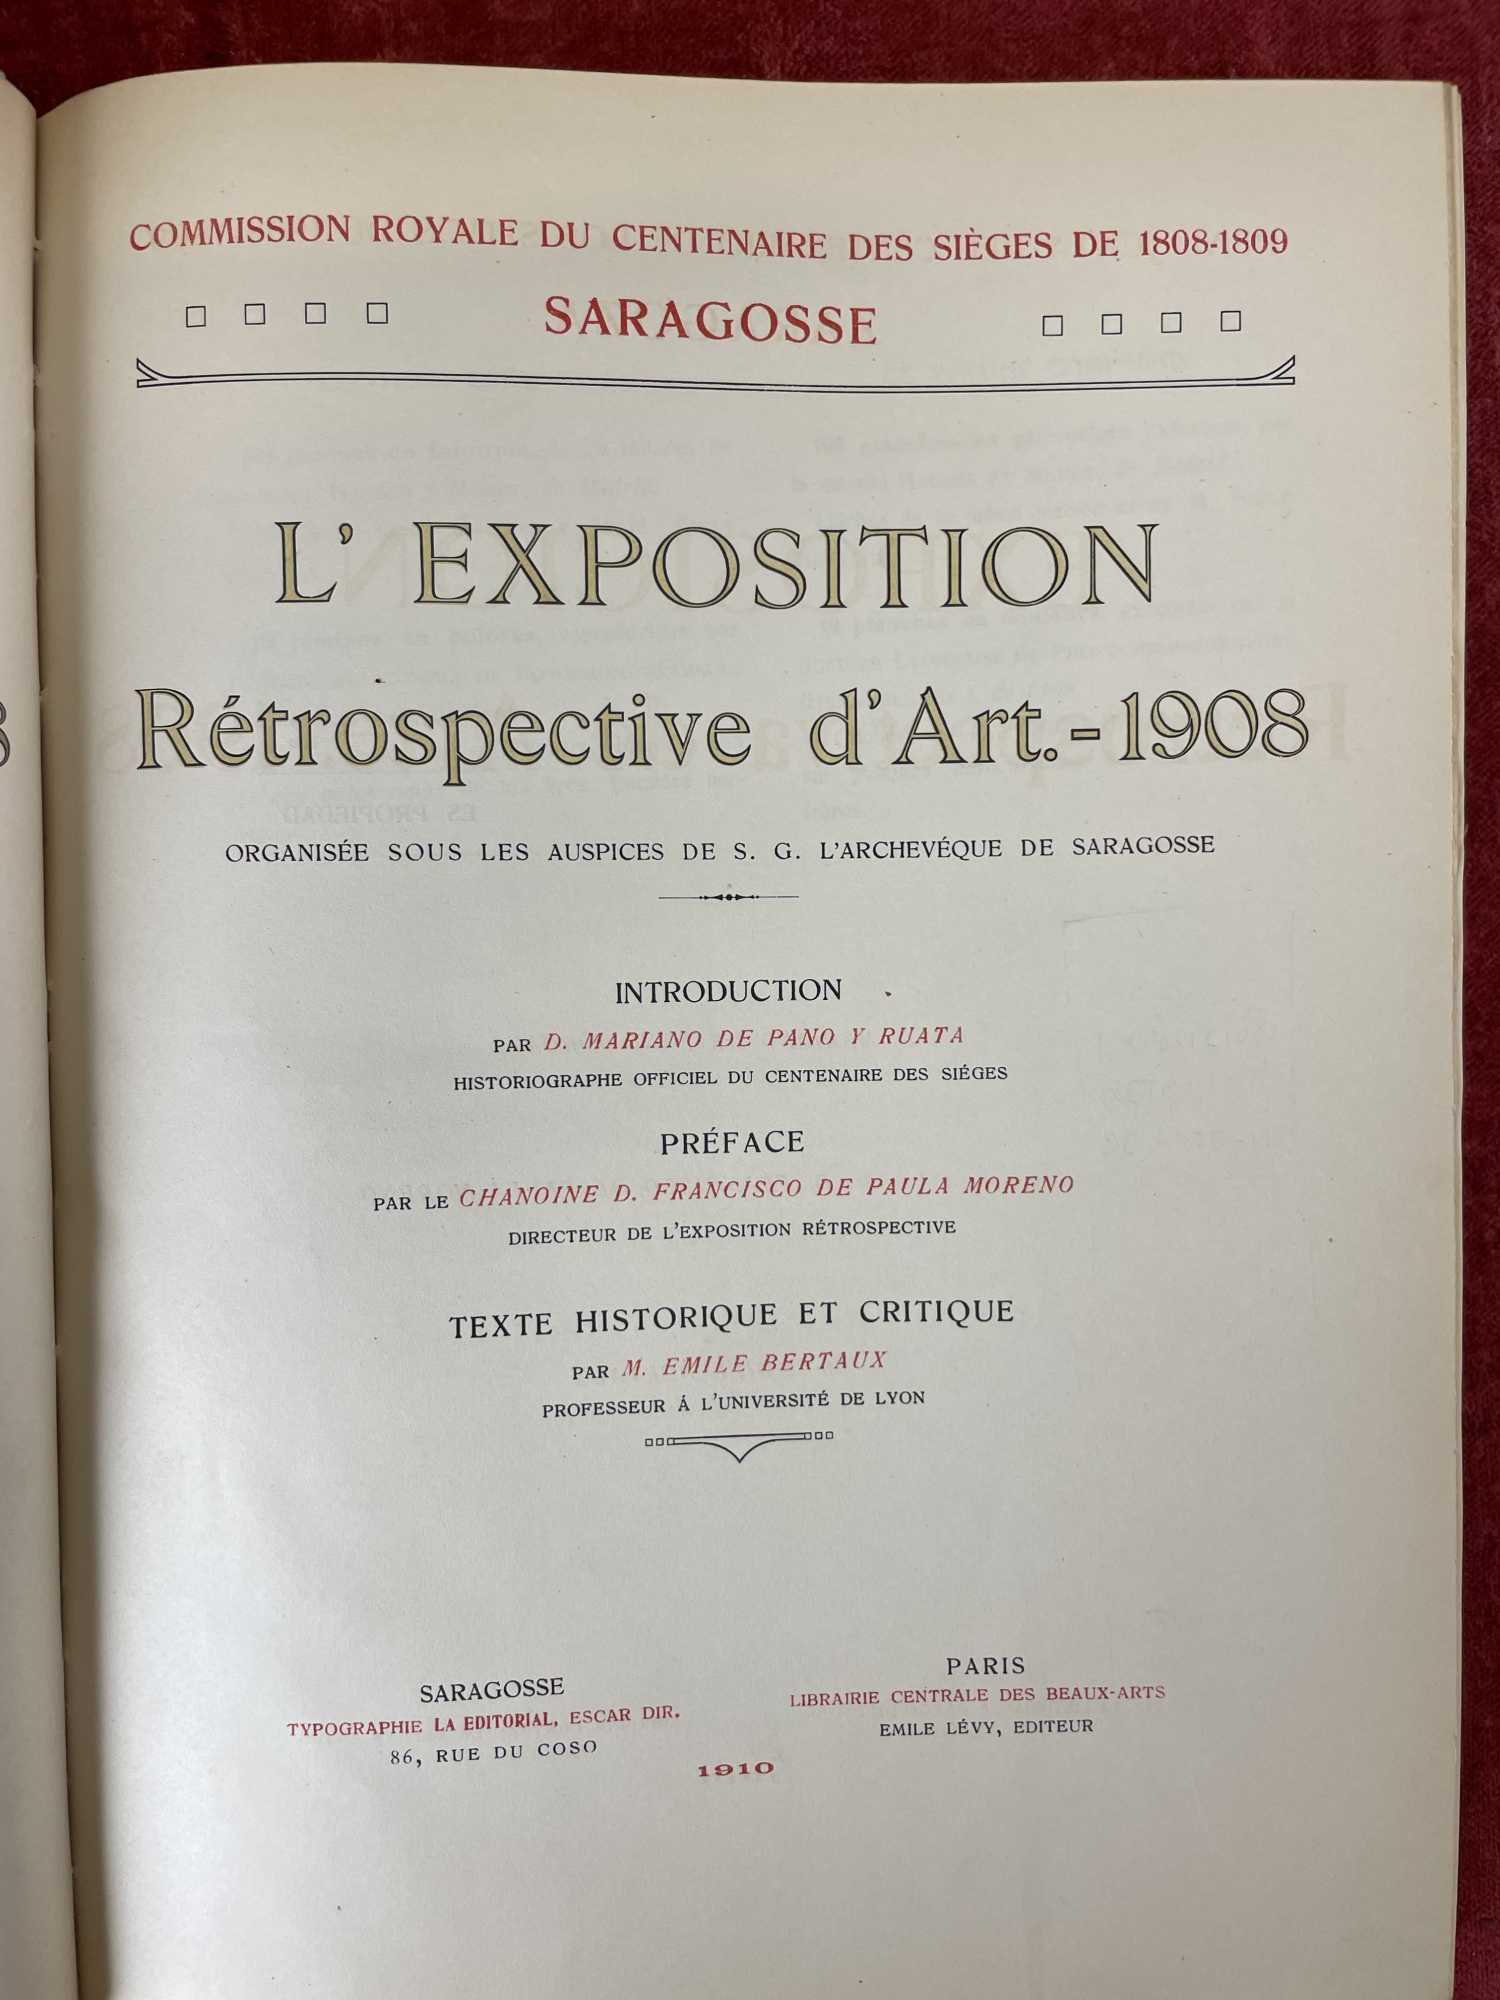 COMMISSION ROYALE DU CENTENAIRE DES SIÈGES DE 1808-1809
SARAGOSSE
L'EXPOSITION
Rétrospective d'Art.-1908
ORGANISÉE SOUS LES AUSPICES DE S. G. L'ARCHEVÉQUE DE SARAGOSSE
INTRODUCTION
PAR D. MARIANO DE PANO Y RUATA
HISTORIOGRAPHE OFFICIEL DU CENTENAIRE DES SIÉGES
PRÉFACE
PAR LE CHANOINE D. FRANCISCO DE PAULA MORENO
DIRECTEUR DE L'EXPOSITION RÉTROSPECTIVE
TEXTE HISTORIQUE ET CRITIQUE
PAR M. EMILE BERTAUX
PROFESSEUR Á L'UNIVERSITÉ DE LYON
SARAGOSSE
TYPOGRAPHIE LA EDITORIAL, ESCAR DIR.
86, RUE DU COSO
PARIS
LIBRAIRIE CENTRALE DES BEAUX-ARTS
EMILE LÉVY, EDITEUR
1910